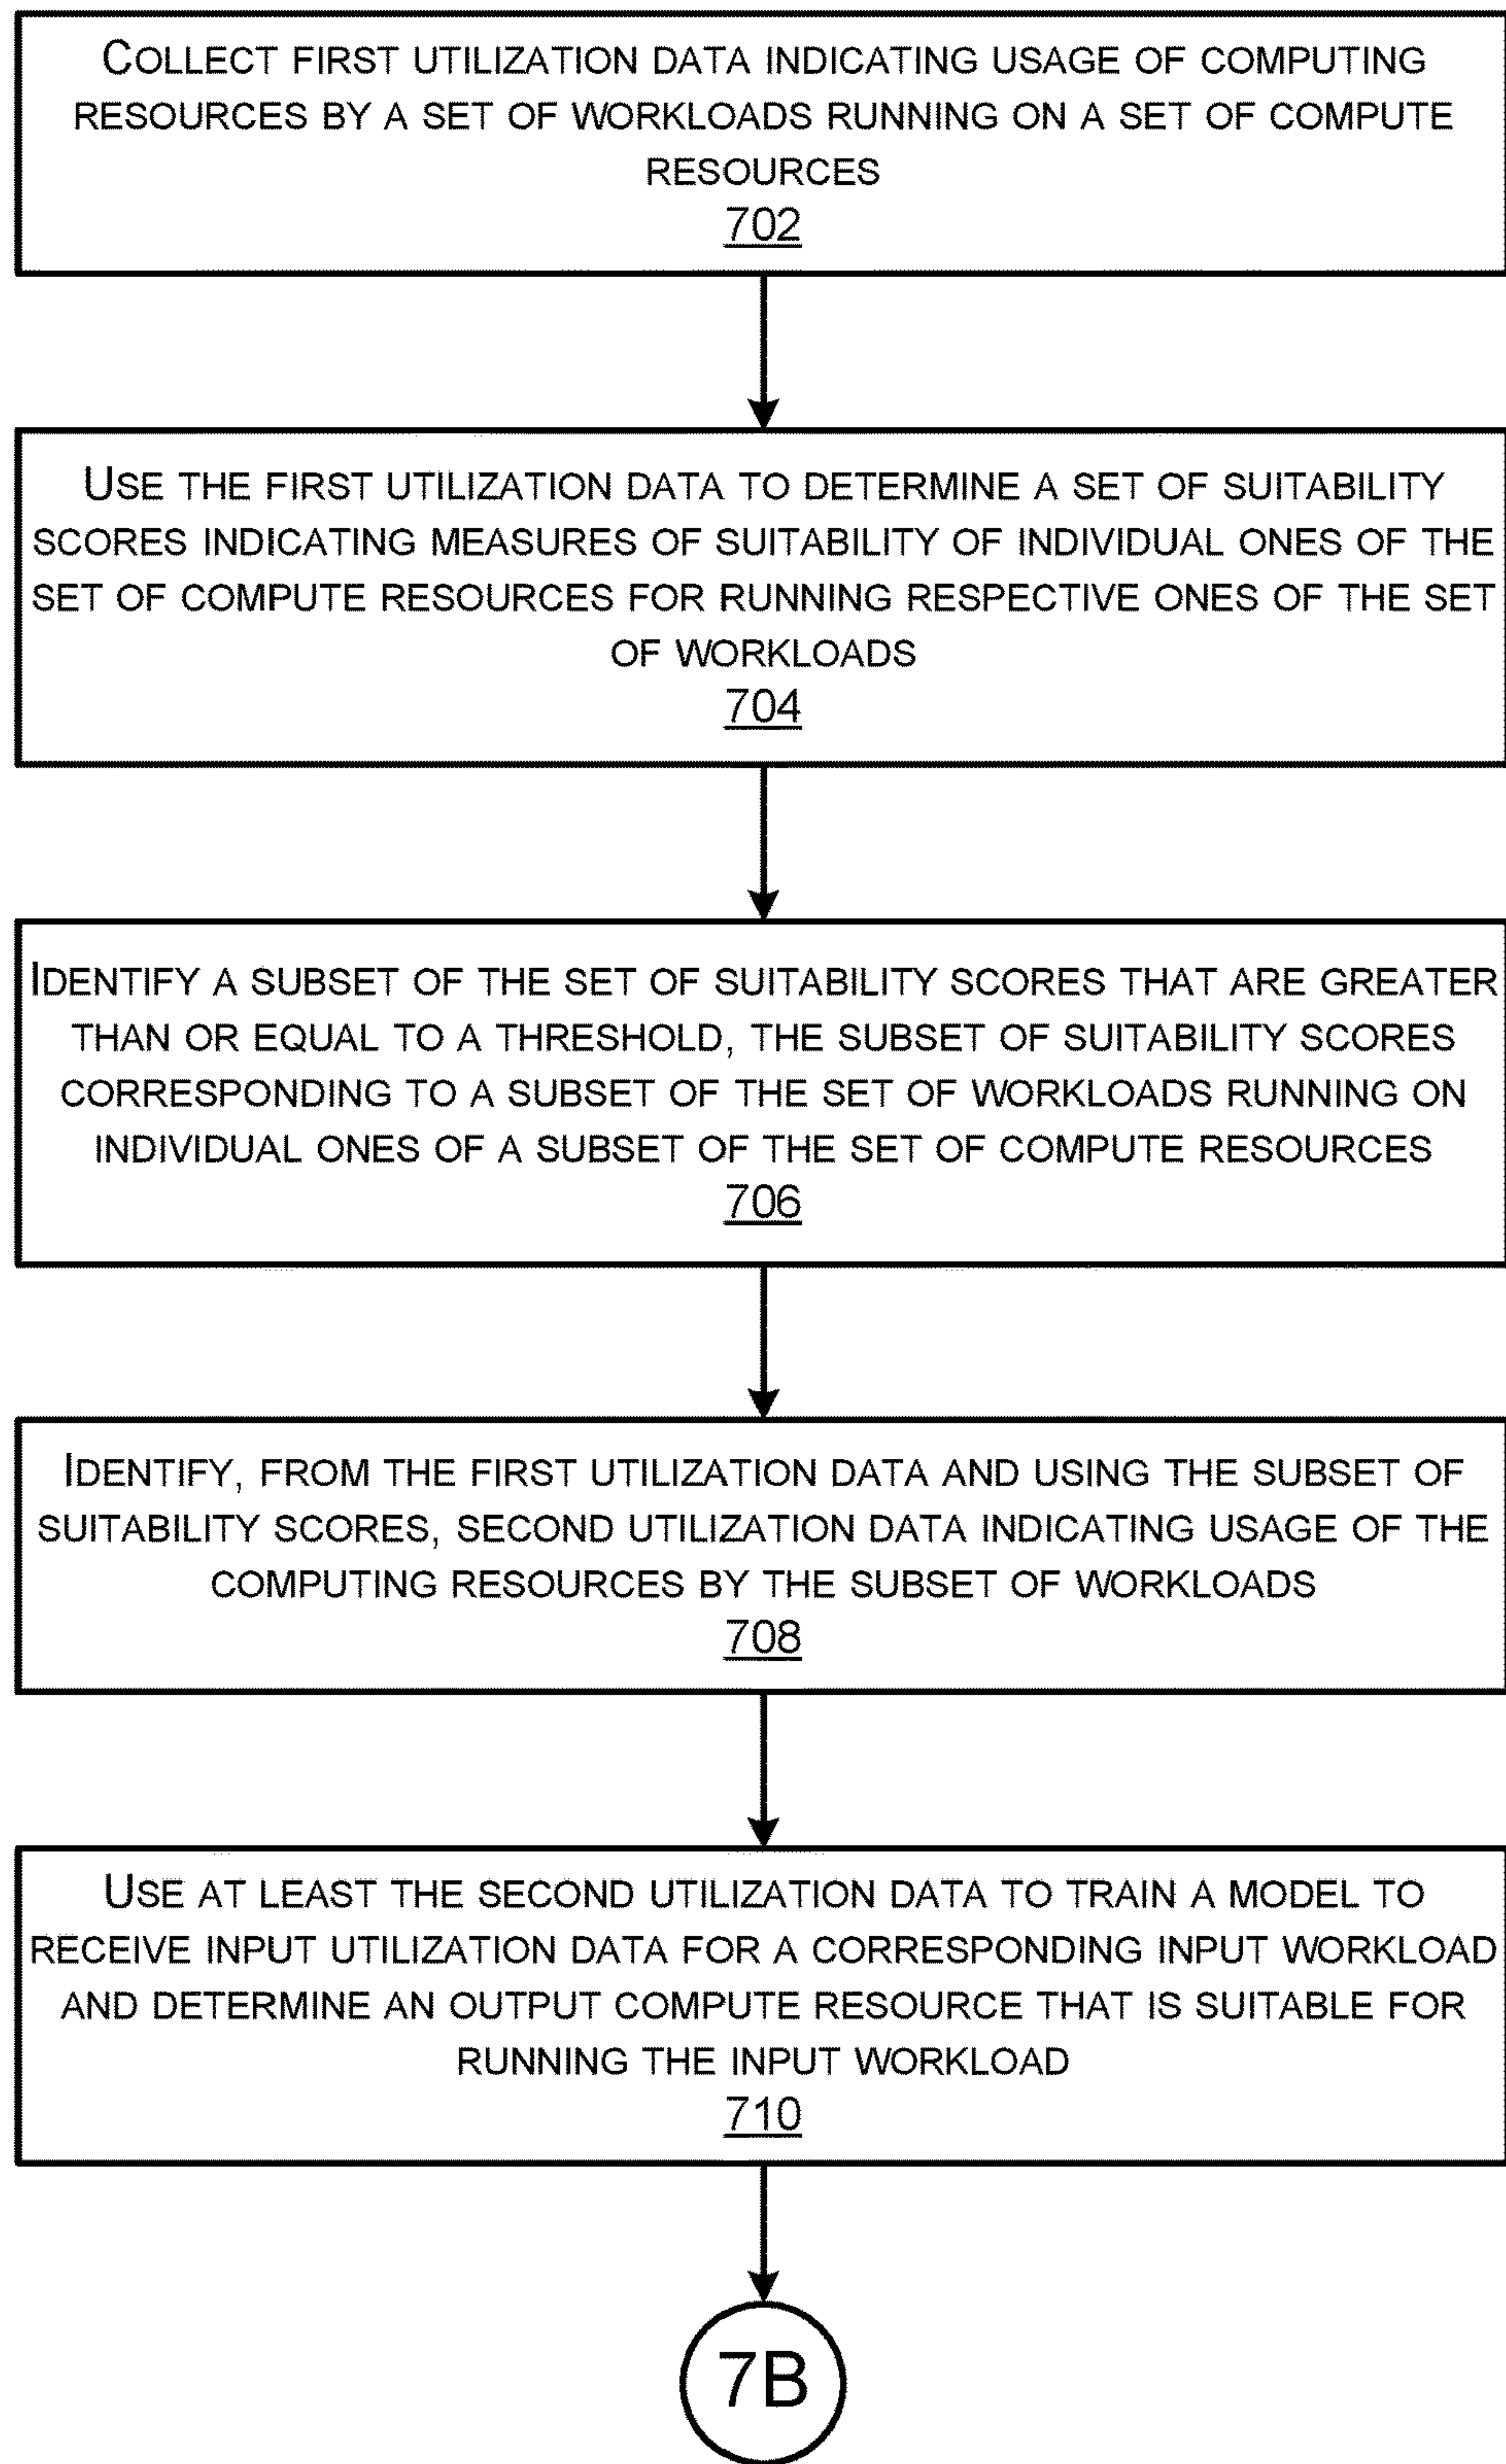 COLLECT FIRST UTILIZATION DATA INDICATING USAGE OF COMPUTING
RESOURCES BY A SET OF WORKLOADS RUNNING ON A SET OF COMPUTE
RESOURCES
702
USE THE FIRST UTILIZATION DATA TO DETERMINE A SET OF SUITABILITY
SCORES INDICATING MEASURES OF SUITABILITY OF INDIVIDUAL ONES OF THE
SET OF COMPUTE RESOURCES FOR RUNNING RESPECTIVE ONES OF THE SET
OF WORKLOADS
704
IDENTIFY A SUBSET OF THE SET OF SUITABILITY SCORES THAT ARE GREATER
THAN OR EQUAL TO A THRESHOLD, THE SUBSET OF SUITABILITY SCORES
CORRESPONDING TO A SUBSET OF THE SET OF WORKLOADS RUNNING ON
INDIVIDUAL ONES OF A SUBSET OF THE SET OF COMPUTE RESOURCES
706
IDENTIFY, FROM THE FIRST UTILIZATION DATA AND USING THE SUBSET OF
SUITABILITY SCORES, SECOND UTILIZATION DATA INDICATING USAGE OF THE
COMPUTING RESOURCES BY THE SUBSET OF WORKLOADS
708
USE AT LEAST THE SECOND UTILIZATION DATA TO TRAIN A MODEL TO
RECEIVE INPUT UTILIZATION DATA FOR A CORRESPONDING INPUT WORKLOAD
AND DETERMINE AN OUTPUT COMPUTE RESOURCE THAT IS SUITABLE FOR
RUNNING THE INPUT WORKLOAD
710
7B